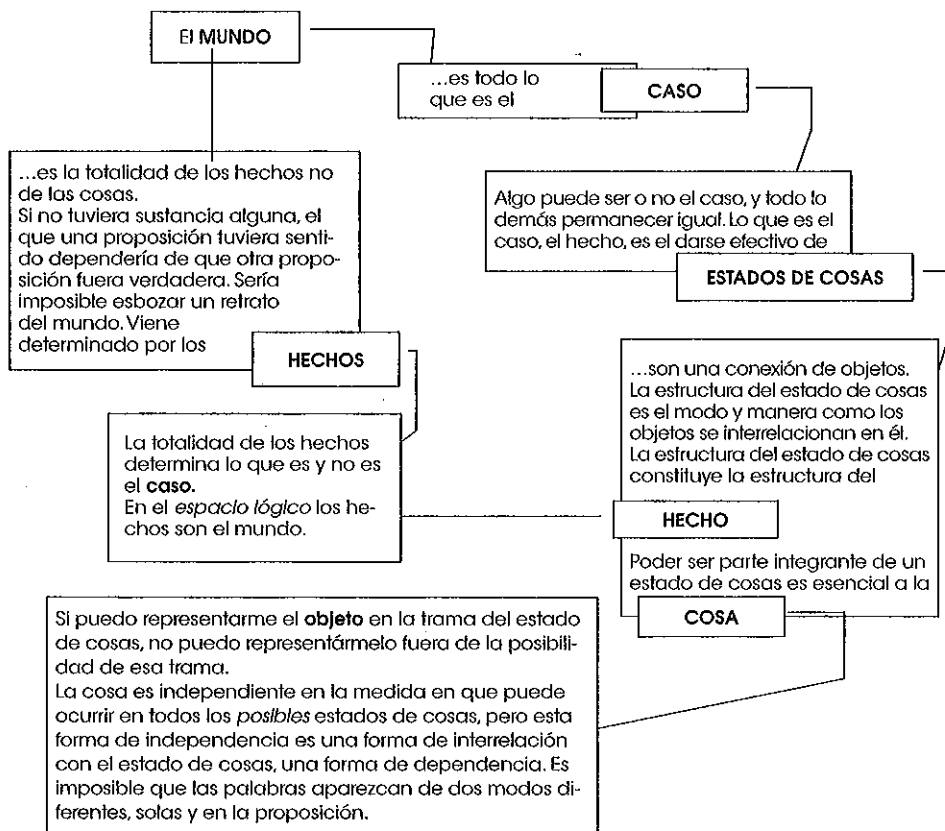 El MUNDO
...es todo lo
que es el
CASO
...es la totalidad de los hechos no
de las cosas.
Si no tuviera sustancia alguna, el
que una proposición tuviera senti-
do dependería de que otra propo-
sición fuera verdadera. Sería
imposible esbozar un retrato
del mundo. Viene
determinado por los
HECHOS
Algo puede ser o no el caso, y todo lo
demás permanecer igual. Lo que es el
caso, el hecho, es el darse efectivo de
ESTADOS DE COSAS
...son una conexión de objetos.
La estructura del estado de cosas
es el modo y manera como los
objetos se interrelacionan en él.
La estructura del estado de cosas
constituye la estructura del
HECHO
Poder ser parte integrante de un
estado de cosas es esencial a la
COSA
La totalidad de los hechos
determina lo que es y no es
el caso.
En el espacio lógico los he-
chos son el mundo.
Si puedo representarme el objeto en la trama del estado
de cosas, no puedo representármelo fuera de la posibili-
dad de esa trama.
La cosa es independiente en la medida en que puede
ocurrir en todos los posibles estados de cosas, pero esta
forma de independencia es una forma de interrelación
con el estado de cosas, una forma de dependencia. Es
imposible que las palabras aparezcan de dos modos di-
ferentes, solas y en la proposición.